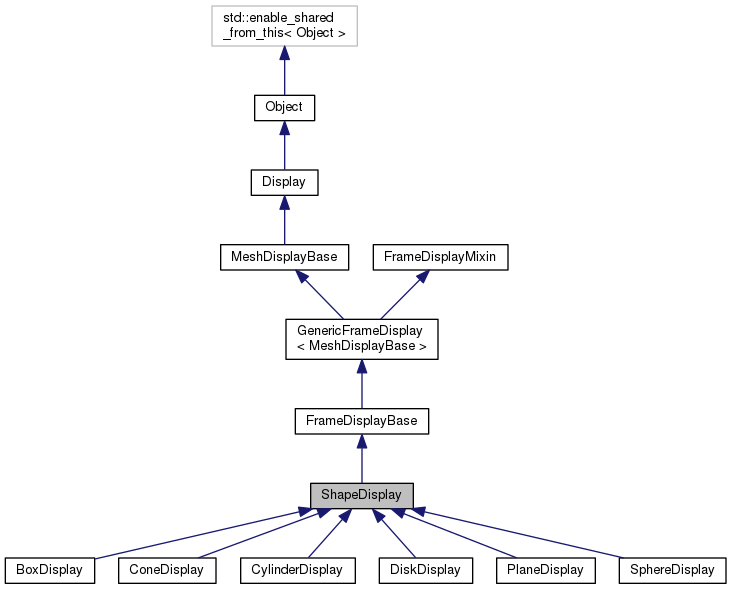 std::enable_shared
_from_this< Object >
Object
Display
MeshDisplayBase
FrameDisplayMixin
GenericFrameDisplay
< MeshDisplayBase >
FrameDisplayBase
ShapeDisplay
BoxDisplay
ConeDisplay
CylinderDisplay
DiskDisplay
PlaneDisplay
SphereDisplay